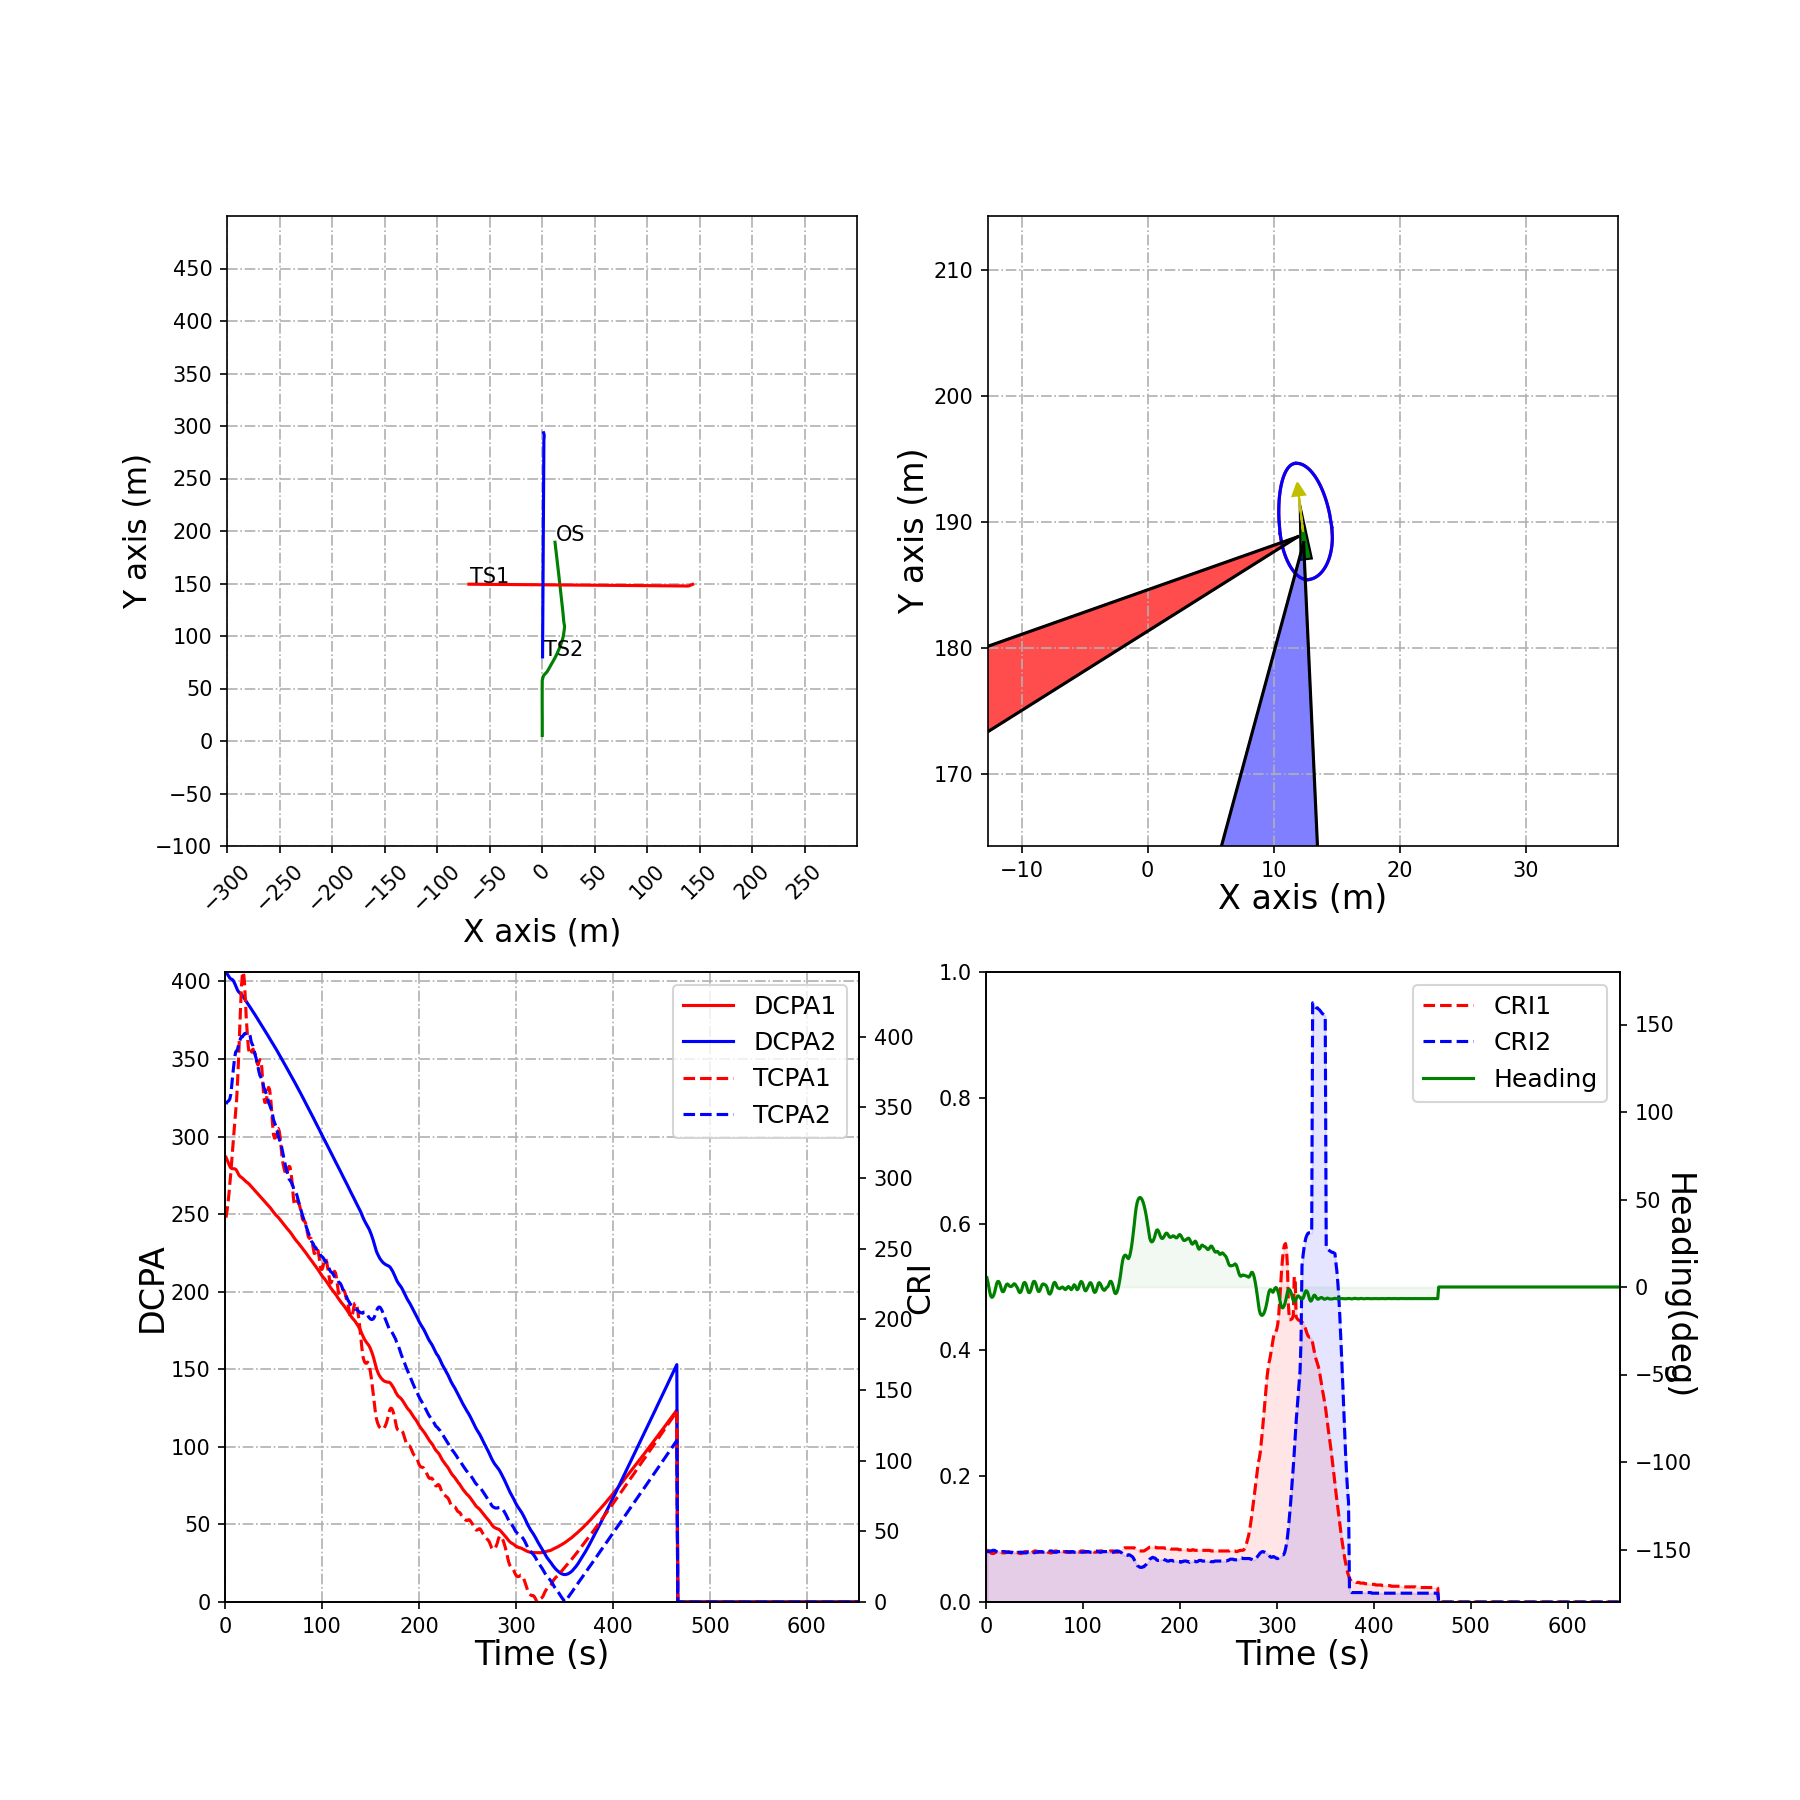 450
400
350
300
250
200
150
100
50
0
−50
−100
Y axis (m)
OS
TS1
TS2
−300 −250 −200 −150 −100 −50 0 50 100 150 200 250
X axis (m)
210
200
190
180
170
Y axis (m)
−10 0 10 20 30
X axis (m)
400
350
300
250
200
150
100
50
0
DCPA
DCPA1
DCPA2
TCPA1
TCPA2
400
350
300
250
200
150
100
50
0
0 100 200 300 400 500 600
Time (s)
1.0
0.8
0.6
0.4
0.2
0.0
CRI
CRI1
CRI2
Heading
150
100
50
0
−50
−100
−150
Heading(deg)
0 100 200 300 400 500 600
Time (s)